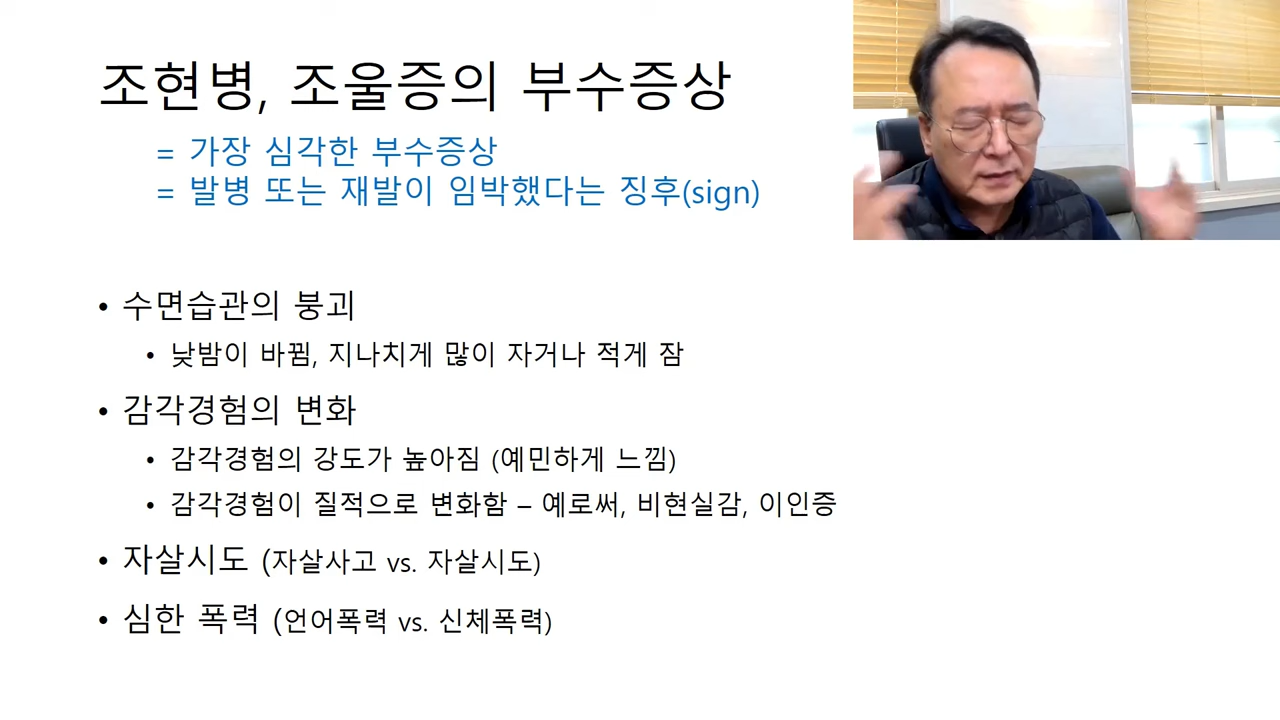 조현병, 조울증의 부수증상
= 가장 심각한 부수증상
= 발병 또는 재발이 임박했다는 징후(sign)
• 수면습관의 붕괴
• 낮밤이 바뀜, 지나치게 많이 자거나 적게 잠
• 감각경험의 변화
• 감각경험의 강도가 높아짐 (예민하게 느낌)
• 감각경험이 질적으로 변화함 – 예로써, 비현실감, 이인증
• 자살시도 (자살사고 vs. 자살시도)
• 심한 폭력 (언어폭력 vs. 신체폭력)